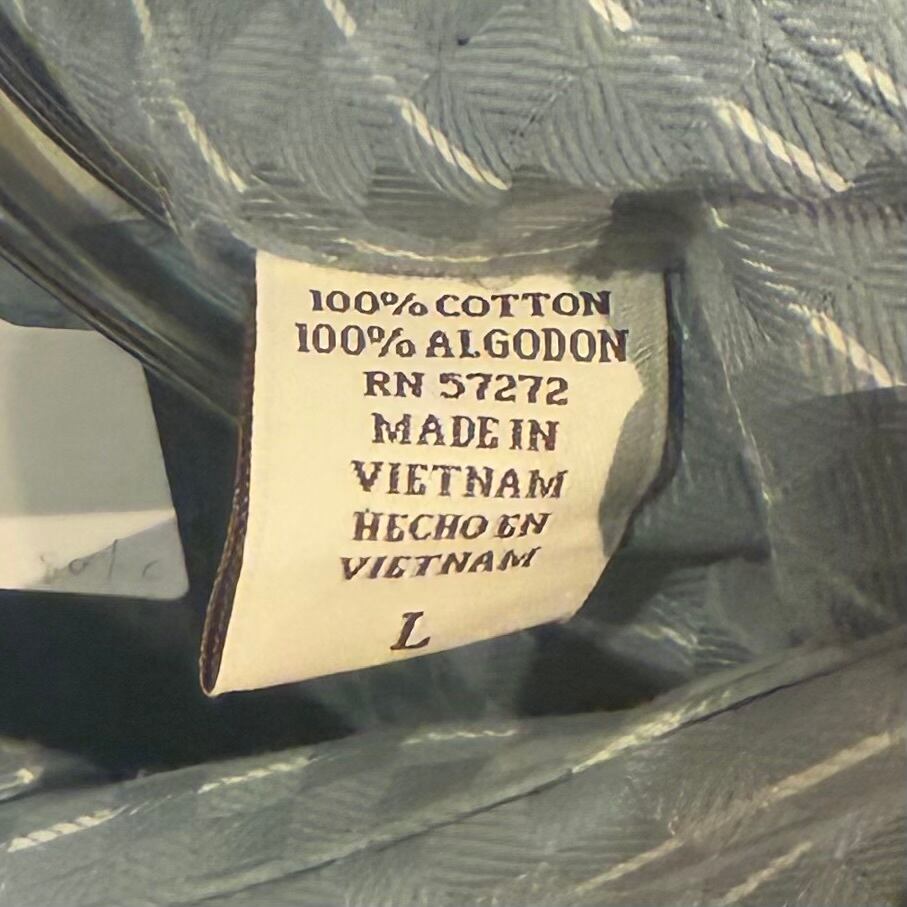 100% COTTON
100% ALGODON
RN 57272
MADE IN
VIETNAM
HECHO EN
VIETNAM
L